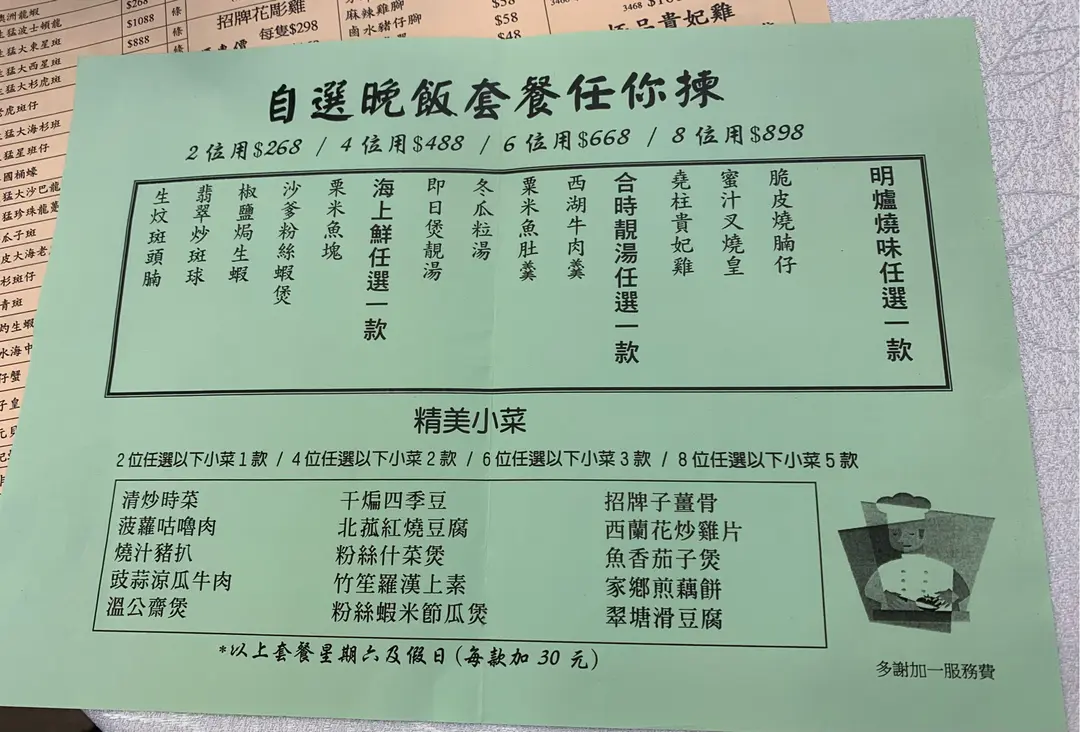 $268
$1088
$888
條
條
招牌花彫雞
每隻$298
麻辣雞腳
鹵水豬仔腳
$58
$58
$48
極品貴妃雞
自選晚飯套餐任你揀
2 位用$268 / 4 位用$488 / 6 位用$668 / 8 位用$898
明爐燒味任選一款
脆皮燒腩仔
蜜汁叉燒皇
堯柱貴妃雞
合時靚湯任選一款
西湖牛肉羹
粟米魚肚羹
冬瓜粒湯
即日煲靚湯
海上鮮任選一款
粟米魚塊
沙爹粉絲蝦煲
椒鹽焗生蝦
翡翠炒斑球
生炆斑頭腩
精美小菜
2 位任選以下小菜 1 款 / 4 位任選以下小菜 2 款 / 6 位任選以下小菜 3 款 / 8 位任選以下小菜 5 款
清炒時菜 干煸四季豆 招牌子薑骨
菠蘿咕嚕肉 北菰紅燒豆腐 西蘭花炒雞片
燒汁豬扒 粉絲什菜煲 魚香茄子煲
豉蒜涼瓜牛肉 竹笙羅漢上素 家鄉煎藕餅
溫公齋煲 粉絲蝦米節瓜煲 翠塘滑豆腐
*以上套餐星期六及假日 (每款加 30 元)
多謝加一服務費